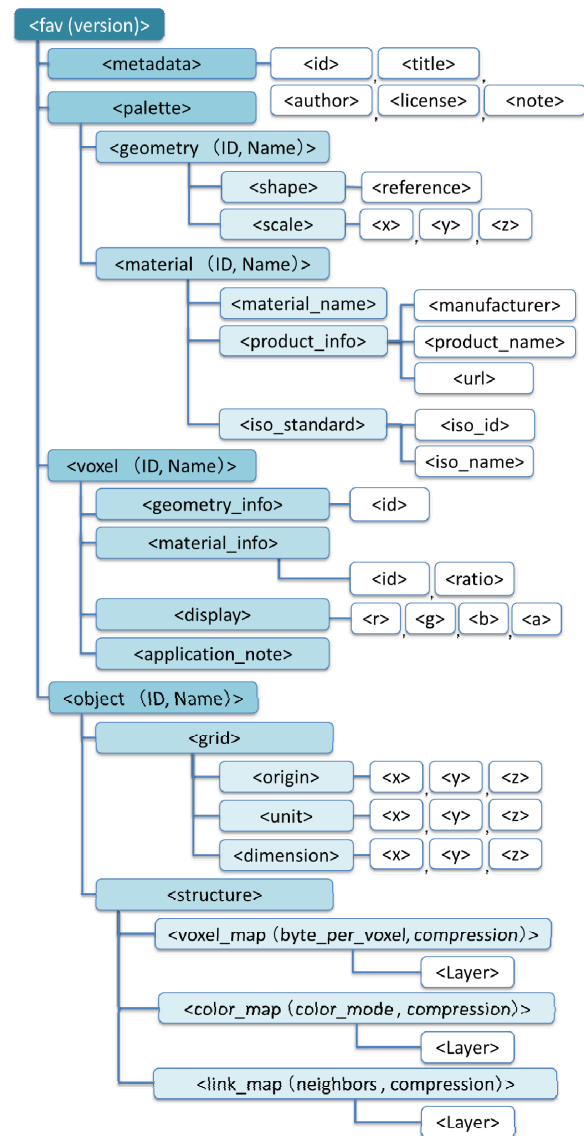 <fav (version)>
<metadata> <id> , <title> ,
<author> , <license> , <note>
<palette>
<geometry （ID, Name）>
<shape> <reference>
<scale> <x> , <y> , <z>
<material （ID, Name）>
<material_name>
<product_info> <manufacturer>
<product_name>
<url>
<iso_standard> <iso_id>
<iso_name>
<voxel （ID, Name）>
<geometry_info> <id>
<material_info>
<id> , <ratio>
<display> <r> , <g> , <b> , <a>
<application_note>
<object （ID, Name）>
<grid>
<origin> <x> , <y> , <z>
<unit> <x> , <y> , <z>
<dimension> <x> , <y> , <z>
<structure>
<voxel_map （byte_per_voxel, compression）>
<Layer>
<color_map （color_mode , compression）>
<Layer>
<link_map （neighbors , compression）>
<Layer>